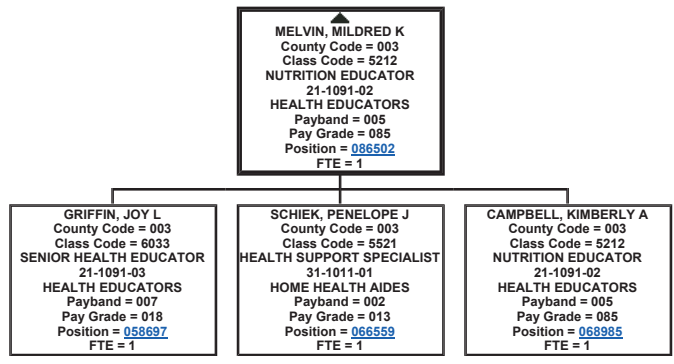 MELVIN, MILDRED K
County Code = 003
Class Code = 5212
NUTRITION EDUCATOR
21-1091-02
HEALTH EDUCATORS
Payband = 005
Pay Grade = 085
Position = 086502
FTE = 1
GRIFFIN, JOY L
County Code = 003
Class Code = 6033
SENIOR HEALTH EDUCATOR
21-1091-03
HEALTH EDUCATORS
Payband = 007
Pay Grade = 018
Position = 058697
FTE = 1
SCHIEK, PENELOPE J
County Code = 003
Class Code = 5521
HEALTH SUPPORT SPECIALIST
31-1011-01
HOME HEALTH AIDES
Payband = 002
Pay Grade = 013
Position = 066559
FTE = 1
CAMPBELL, KIMBERLY A
County Code = 003
Class Code = 5212
NUTRITION EDUCATOR
21-1091-02
HEALTH EDUCATORS
Payband = 005
Pay Grade = 085
Position = 068985
FTE = 1